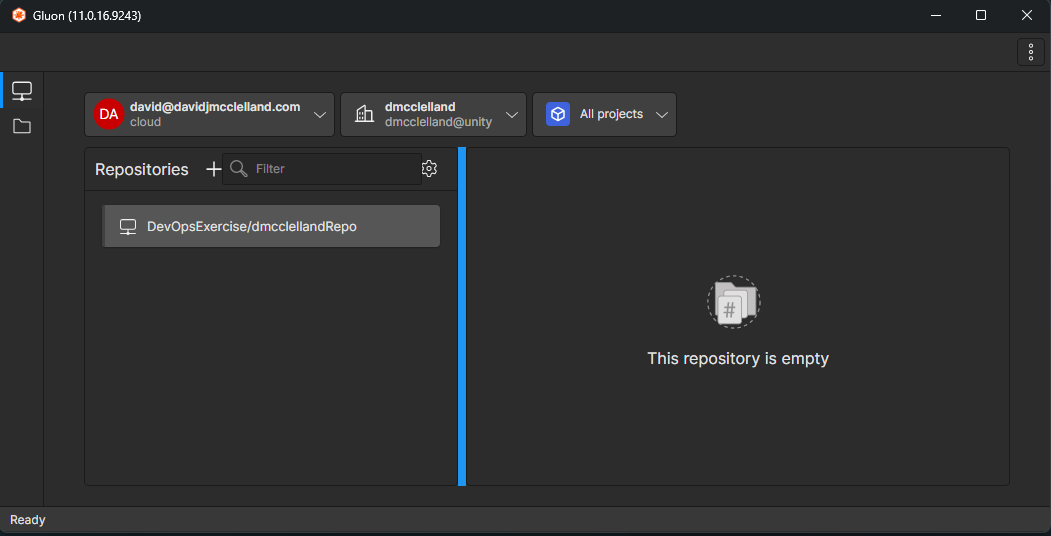 Gluon (11.0.16.9243)
DA
david@davidjmcclelland.com
cloud
dmcclelland
dmcclelland@unity
All projects
Repositories
Filter
DevOpsExercise/dmcclellandRepo
#
This repository is empty
Ready